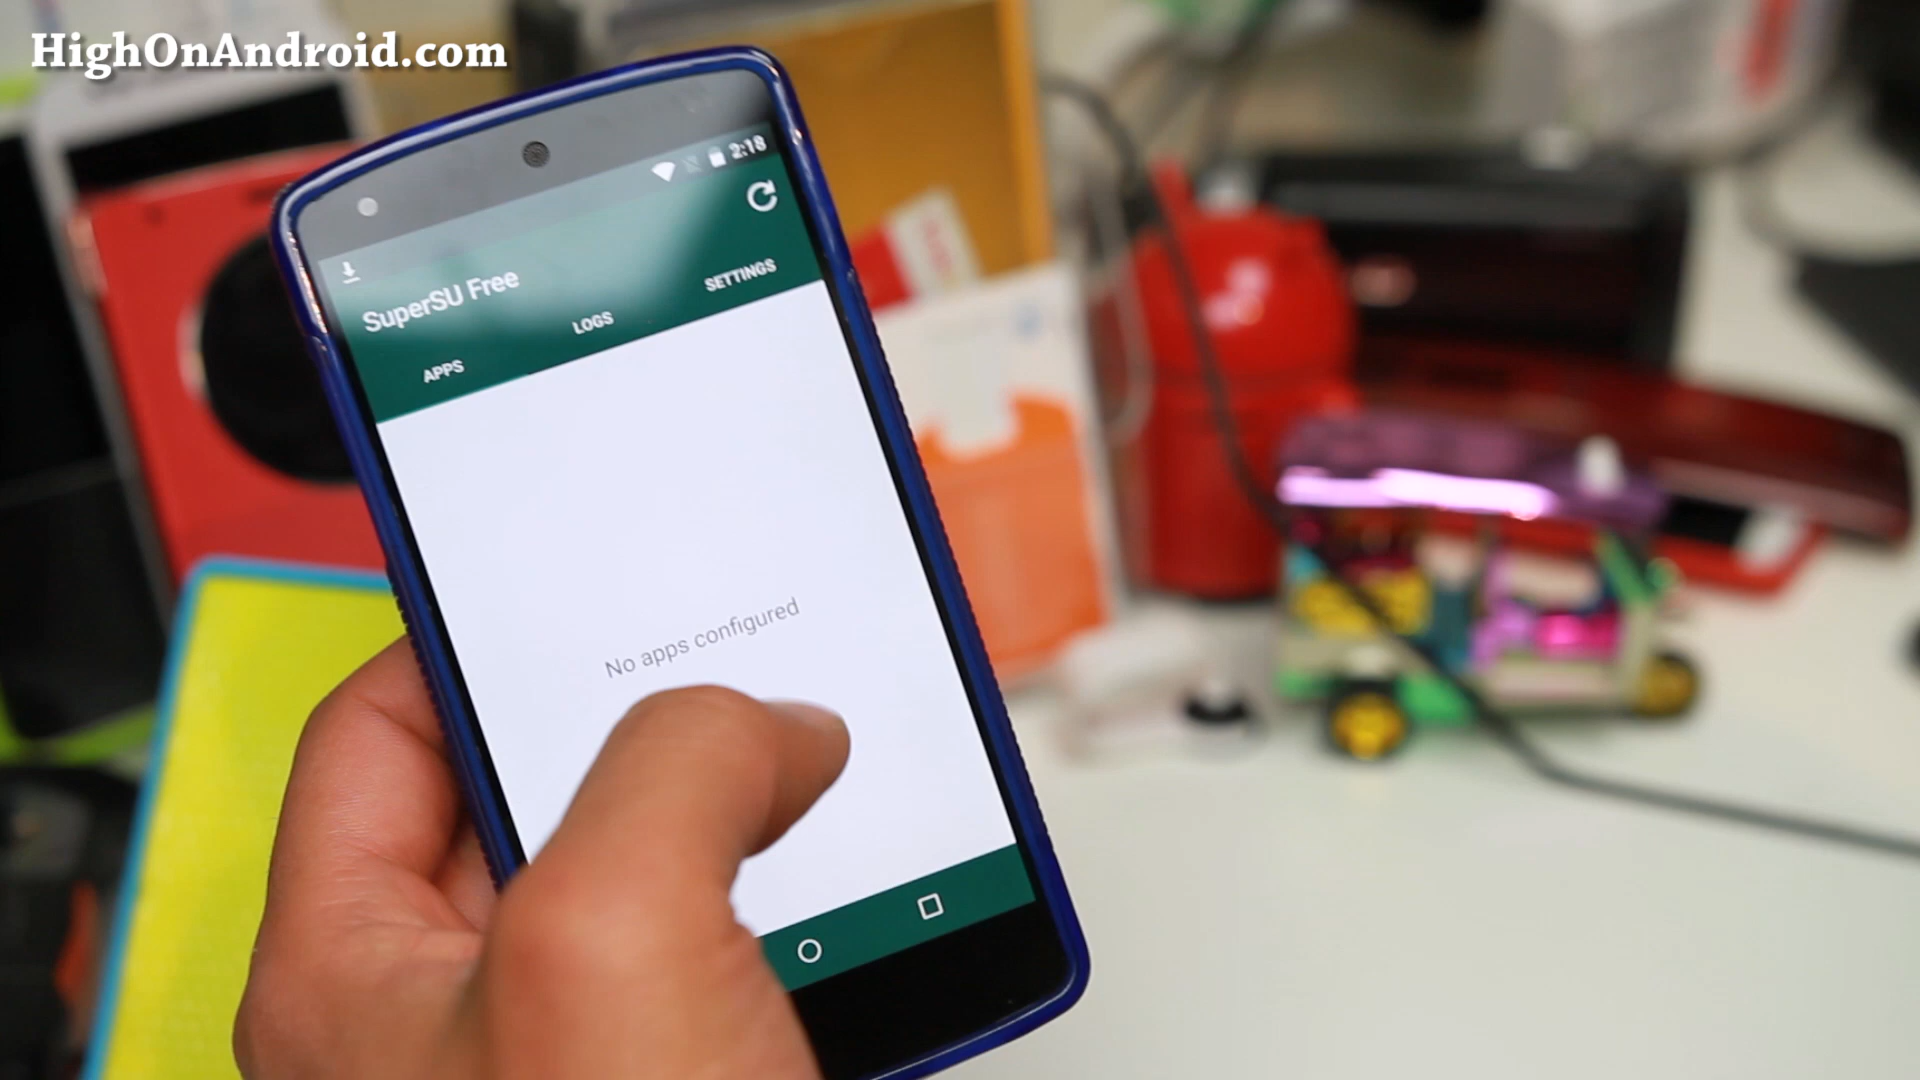 HighOnAndroid.com
2:18
SuperSU Free
APPS
LOGS
SETTINGS
No apps configured